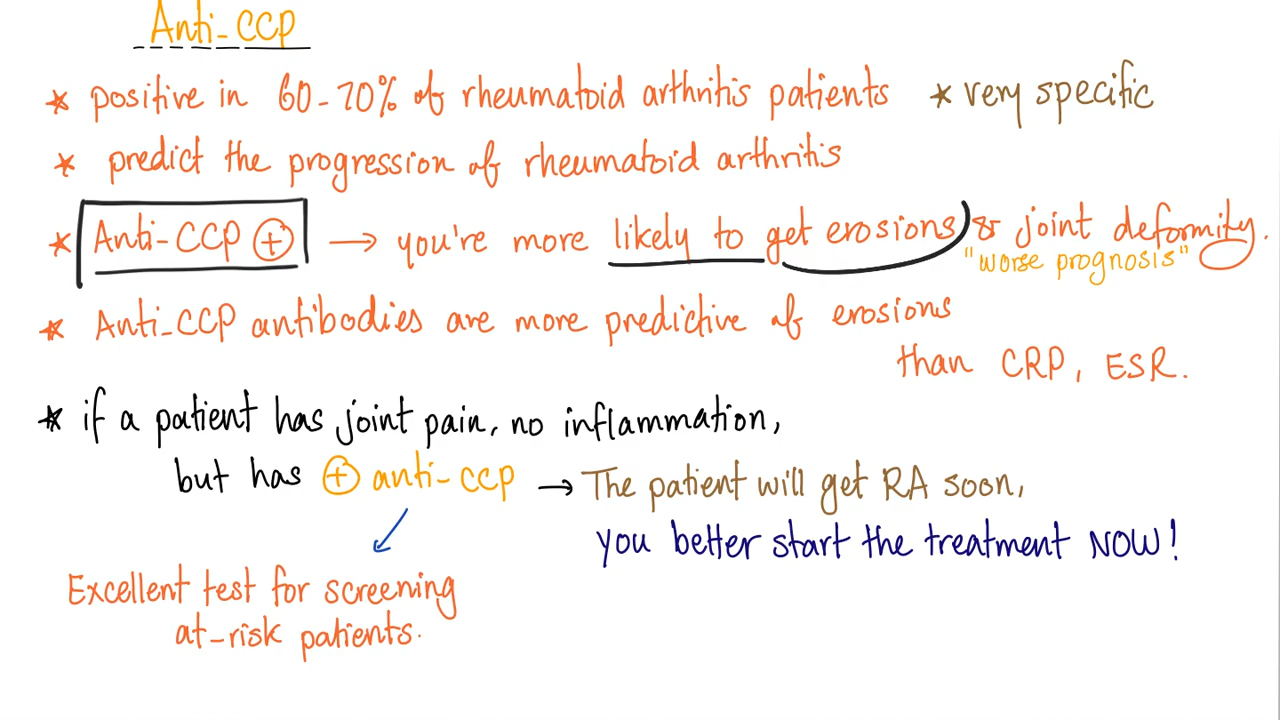 Anti-CCP
* positive in 60-70% of rheumatoid arthritis patients * very specific
* predict the progression of rheumatoid arthritis
* Anti-CCP ⊕ → you're more likely to get erosions & joint deformity.
"worse prognosis"
* Anti-CCP antibodies are more predictive of erosions
than CRP, ESR.
* if a patient has joint pain, no inflammation,
but has ⊕ anti-CCP → The patient will get RA soon,
you better start the treatment NOW!
Excellent test for screening
at-risk patients.